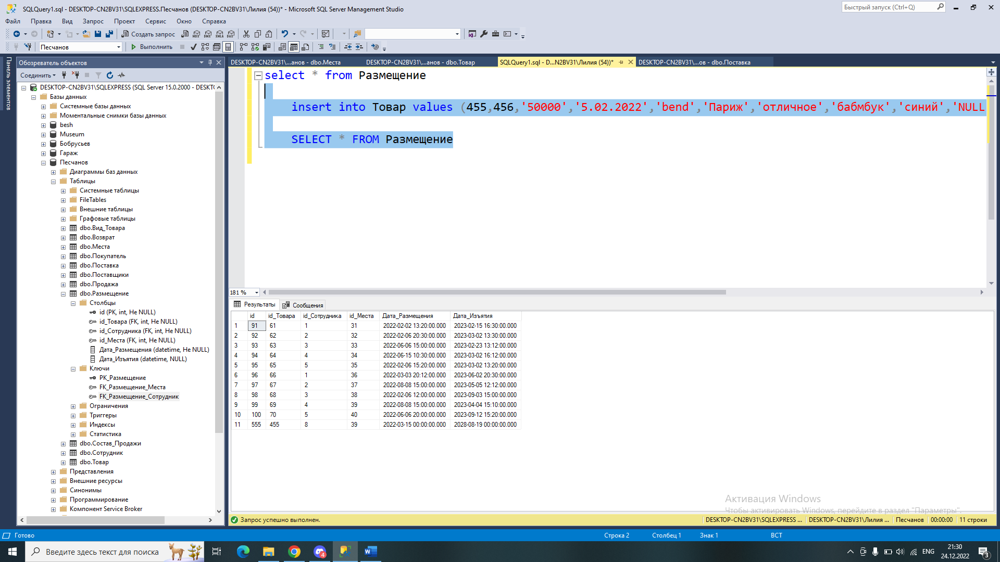 SQLQuery1.sql - DESKTOP-CN2BV31\SQLEXPRESS.Песчанов (DESKTOP-CN2BV31\Лилия (54))* - Microsoft SQL Server Management Studio
Быстрый запуск (Ctrl+Q)
Файл Правка Вид Запрос Проект Сервис Окно Справка
Создать запрос MDX DMX XMLA DAX
Песчанов Выполнить
Панель элементов
Обозреватель объектов
Соединить
DESKTOP-CN2BV31\SQLEXPRESS (SQL Server 15.0.2000 - DESKTO
Базы данных
Системные базы данных
Моментальные снимки базы данных
besh
Museum
Бобрусьев
Гараж
Песчанов
Диаграммы баз данных
Таблицы
Системные таблицы
FileTables
Внешние таблицы
Графовые таблицы
dbo.Вид_Товара
dbo.Возврат
dbo.Места
dbo.Покупатель
dbo.Поставка
dbo.Поставщики
dbo.Продажа
dbo.Размещение
Столбцы
id (PK, int, Не NULL)
id_Товара (FK, int, Не NULL)
id_Сотрудника (FK, int, Не NULL)
id_Места (FK, int, Не NULL)
Дата_Размещения (datetime, Не NULL)
Дата_Изъятия (datetime, NULL)
Ключи
PK_Размещение
FK_Размещение_Места
FK_Размещение_Сотрудник
Ограничения
Триггеры
Индексы
Статистика
dbo.Состав_Продажи
dbo.Сотрудник
dbo.Товар
Представления
Внешние ресурсы
Синонимы
Программирование
Компонент Service Broker
DESKTOP-CN2BV31\...анов - dbo.Места DESKTOP-CN2BV31\...анов - dbo.Товар SQLQuery1.sql - D...N2BV31\Лилия (54))* DESKTOP-CN2BV31\...ов - dbo.Поставка
select * from Размещение
insert into Товар values (455,456,'50000','5.02.2022','bend','Париж','отличное','бабмбук','синий','NULL
SELECT * FROM Размещение
181 %
Результаты Сообщения
id id_Товара id_Сотрудника id_Места Дата_Размещения Дата_Изъятия
1 91 61 1 31 2022-02-02 13:20:00.000 2023-02-15 16:30:00.000
2 92 62 2 32 2022-02-06 20:30:00.000 2023-03-02 13:30:00.000
3 93 63 3 33 2022-06-06 15:00:00.000 2023-02-23 13:12:00.000
4 94 64 4 34 2022-06-15 10:30:00.000 2023-03-02 16:12:00.000
5 95 65 5 35 2022-02-06 15:20:00.000 2023-03-02 13:20:00.000
6 96 66 1 36 2022-03-03 20:12:00.000 2023-06-02 20:30:00.000
7 97 67 2 37 2022-08-08 15:00:00.000 2023-05-05 12:12:00.000
8 98 68 3 38 2022-02-06 12:00:00.000 2023-09-03 15:00:00.000
9 99 69 4 39 2022-08-08 15:00:00.000 2023-04-04 15:10:00.000
10 100 70 5 40 2022-06-06 20:00:00.000 2023-09-12 15:20:00.000
11 555 455 8 39 2022-03-15 00:00:00.000 2028-08-19 00:00:00.000
Активация Windows
Чтобы активировать Windows, перейдите в раздел "Параметры".
Запрос успешно выполнен. DESKTOP-CN2BV31\SQLEXPRESS ... DESKTOP-CN2BV31\Лилия ... Песчанов 00:00:00 11 строки
Готово Строка 2 Столбец 1 Знак 1 ВСТ
Введите здесь текст для поиска
4
ENG
21:30
24.12.2022
3